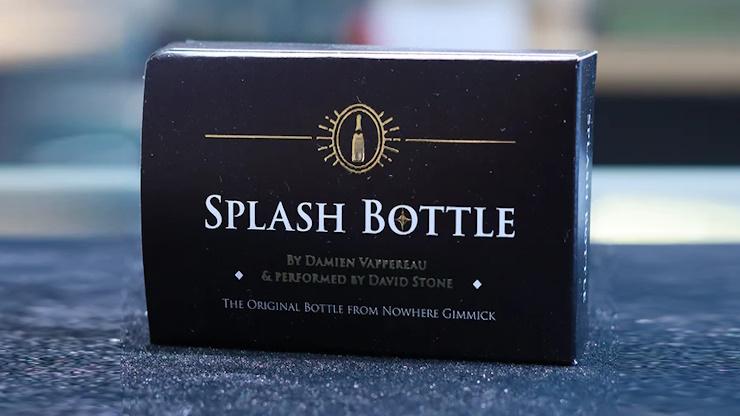 SPLASH BOTTLE
BY DAMIEN VAPPEREAU
& PERFORMED BY DAVID STONE
THE ORIGINAL BOTTLE FROM NOWHERE GIMMICK